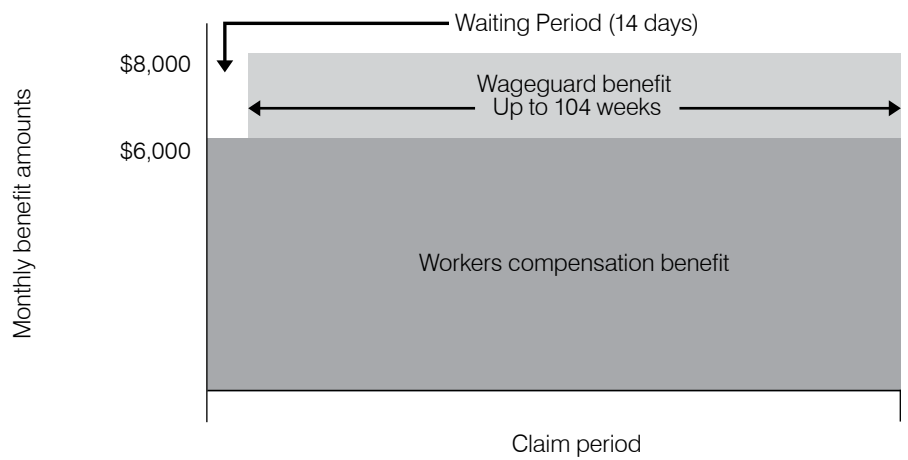 Waiting Period (14 days)
$8,000
Wageguard benefit
Up to 104 weeks
$6,000
Monthly benefit amounts
Workers compensation benefit
Claim period